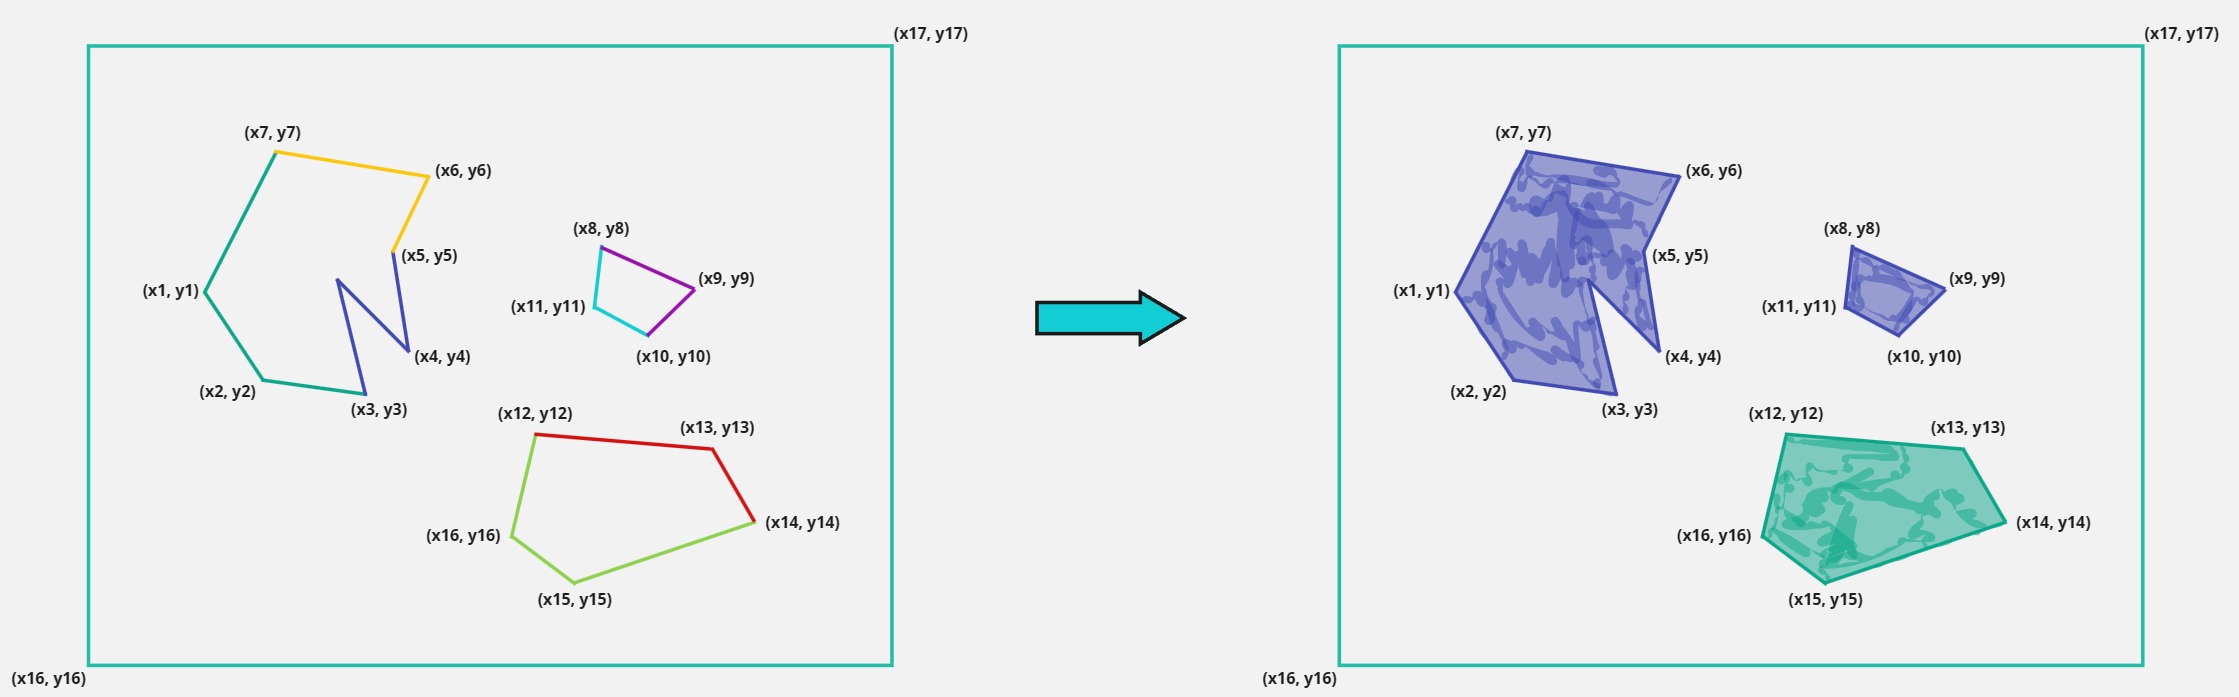 (x17, y17)
(x7, y7)
(x6, y6)
(x8, y8)
(x5, y5)
(x9, y9)
(x1, y1)
(x11, y11)
(x4, y4)
(x10, y10)
(x2, y2)
(x3, y3)
(x12, y12)
(x13, y13)
(x14, y14)
(x16, y16)
(x15, y15)
(x16, y16)
(x17, y17)
(x7, y7)
(x6, y6)
(x8, y8)
(x5, y5)
(x9, y9)
(x1, y1)
(x11, y11)
(x4, y4)
(x10, y10)
(x2, y2)
(x3, y3)
(x12, y12)
(x13, y13)
(x14, y14)
(x16, y16)
(x15, y15)
(x16, y16)